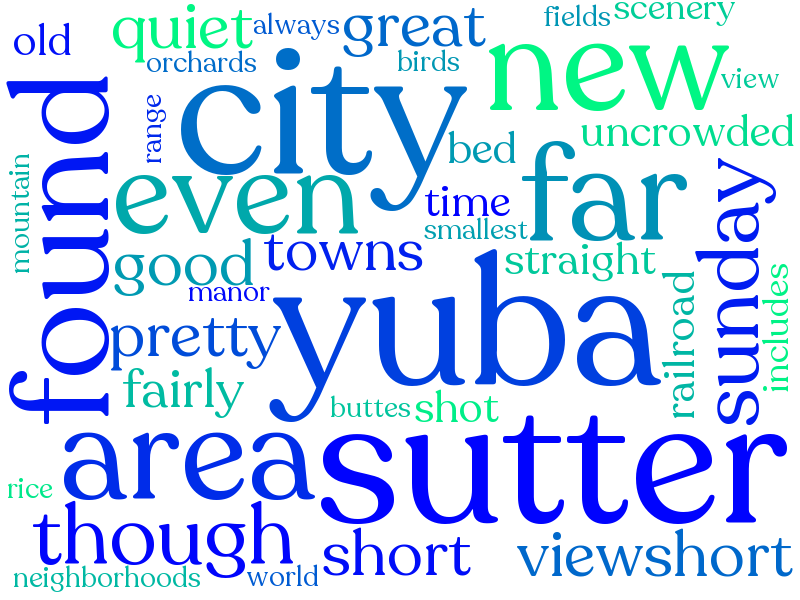 old
quiet
always
great
fields
scenery
orchards
birds
new
view
city
found
range
bed
uncrowded
mountain
even
time
smallest
far
sunday
good
towns
straight
manor
yuba
pretty
railroad
includes
fairly
buttes
shot
area
sutter
rice
though
short
viewshort
neighborhoods
world